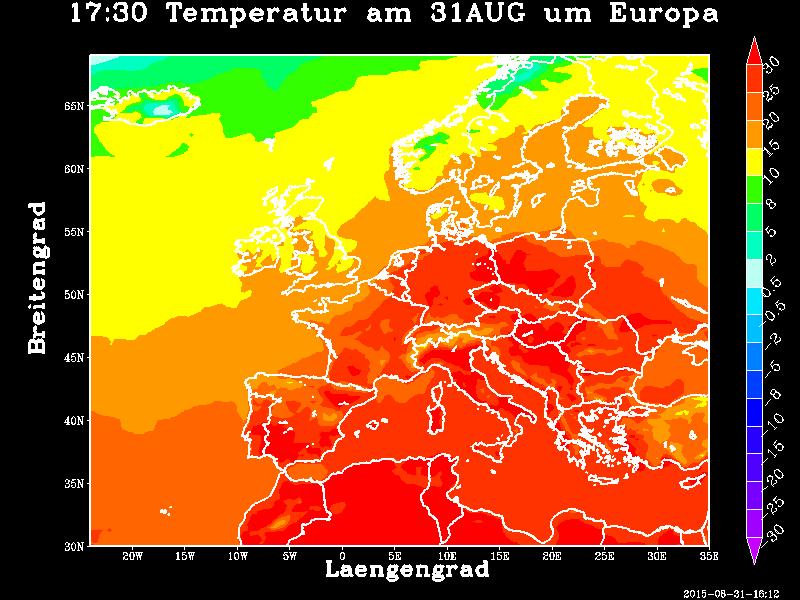 17:30 Temperatur am 31AUG um Europa
Breitengrad
65N
60N
55N
50N
45N
40N
35N
30N
20W
15W
10W
5W
0
5E
10E
15E
20E
25E
30E
35E
Laengengrad
30
25
20
15
10
8
5
2
0.5
-0.5
-2
-5
-8
-10
-15
-20
-25
-30
2015-08-31-16:12